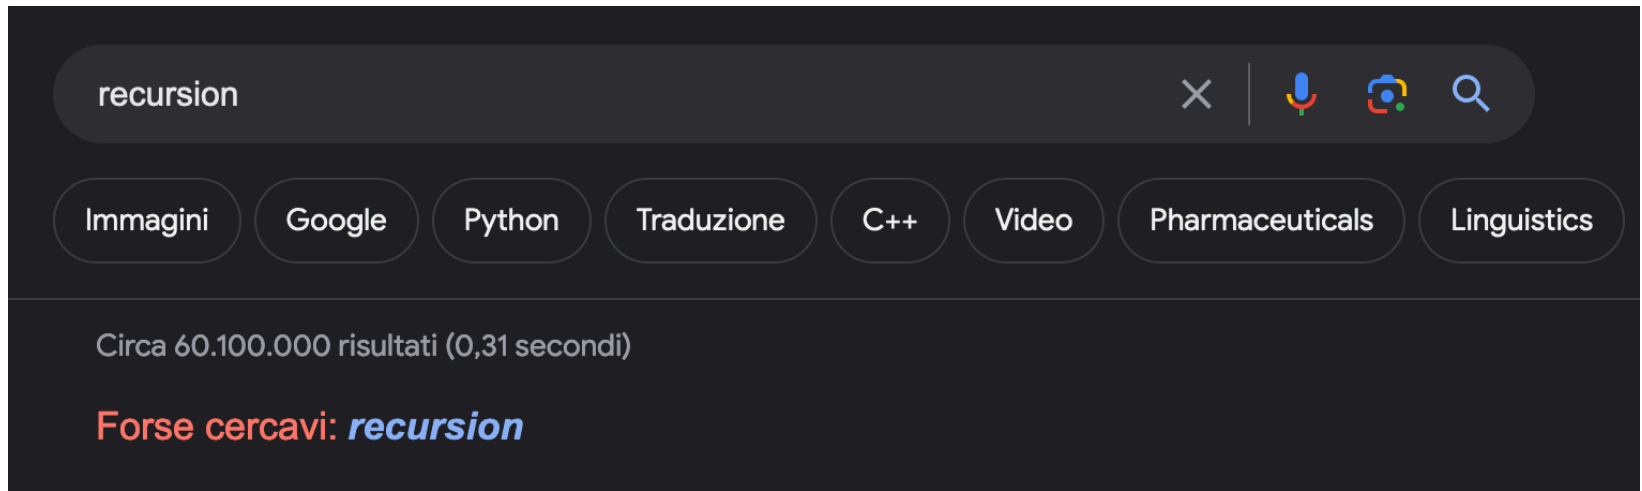 recursion
Immagini Google Python Traduzione C++ Video Pharmaceuticals Linguistics
Circa 60.100.000 risultati (0,31 secondi)
Forse cercavi: recursion